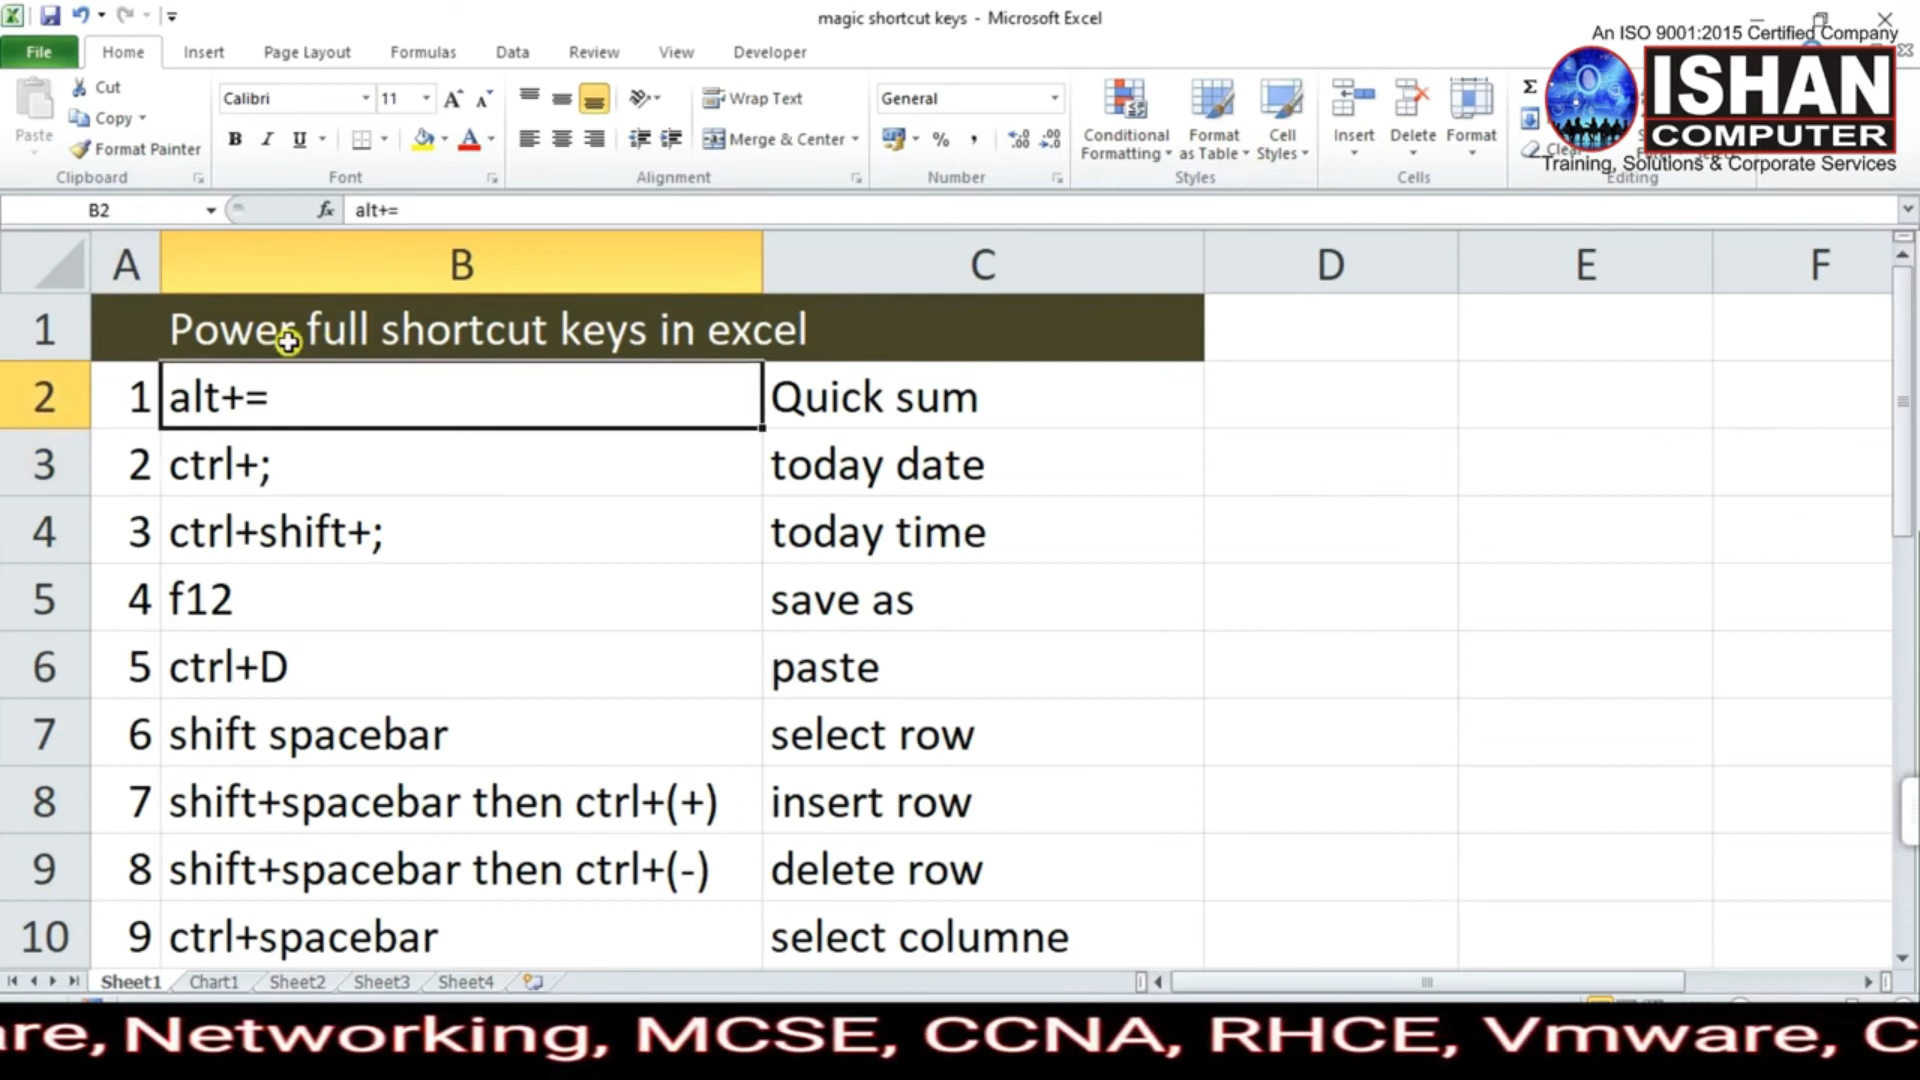 magic shortcut keys - Microsoft Excel
An ISO 9001:2015 Certified Company
ISHAN
COMPUTER
Training, Solutions & Corporate Services
File Home Insert Page Layout Formulas Data Review View Developer
Paste
Cut
Copy
Format Painter
Clipboard
Calibri 11
B I U
Font
Wrap Text
Merge & Center
Alignment
General
% ,
Number
Conditional Formatting
Format as Table
Cell Styles
Styles
Insert
Delete
Format
Cells
Σ
Clear
Editing
B2 fx alt+=
A B C D E F
1 Power full shortcut keys in excel
2 1 alt+= Quick sum
3 2 ctrl+; today date
4 3 ctrl+shift+; today time
5 4 f12 save as
6 5 ctrl+D paste
7 6 shift spacebar select row
8 7 shift+spacebar then ctrl+(+) insert row
9 8 shift+spacebar then ctrl+(-) delete row
10 9 ctrl+spacebar select columne
Sheet1 Chart1 Sheet2 Sheet3 Sheet4
are, Networking, MCSE, CCNA, RHCE, Vmware, C